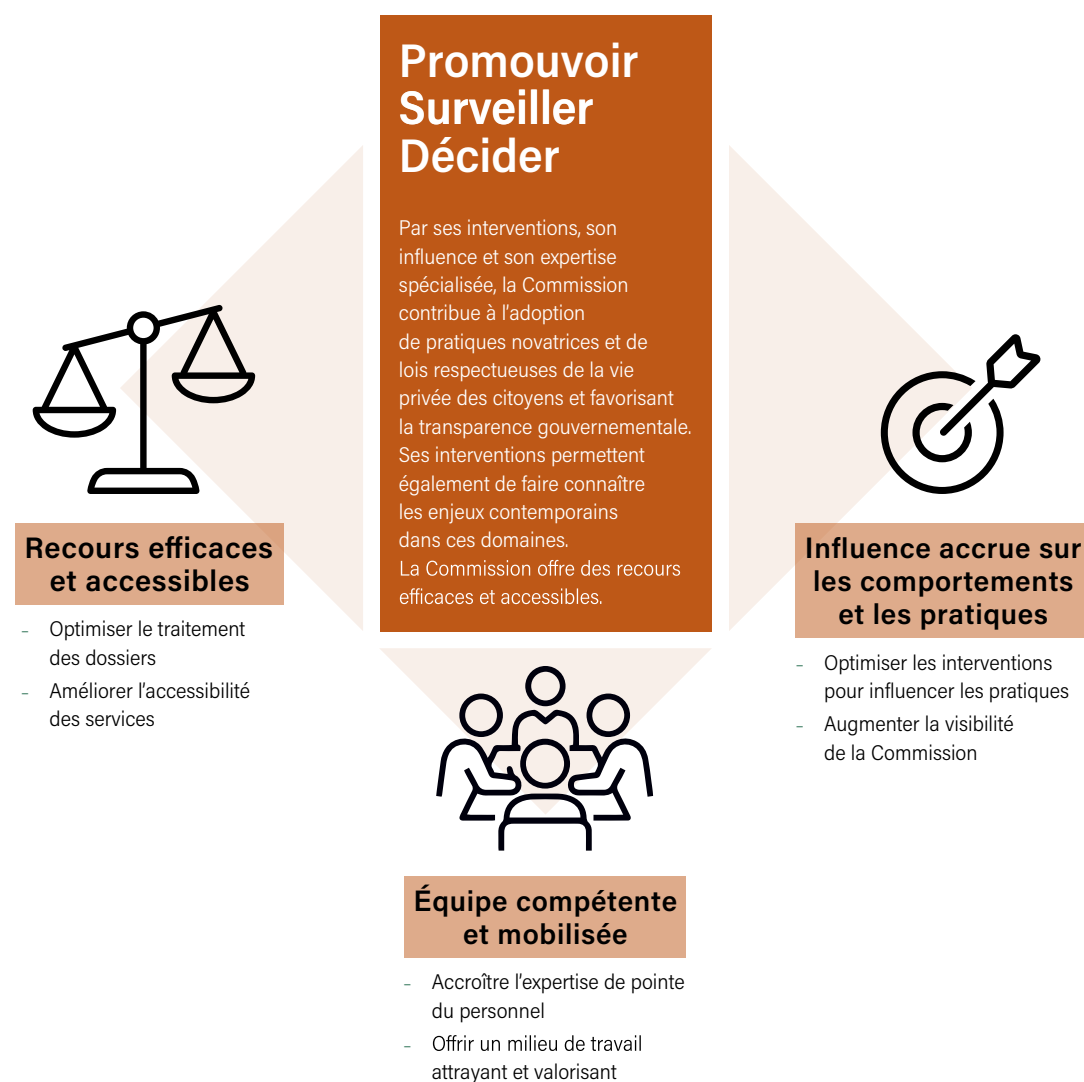 Promouvoir
Surveiller
Décider
Par ses interventions, son
influence et son expertise
spécialisée, la Commission
contribue à l'adoption
de pratiques novatrices et de
lois respectueuses de la vie
privée des citoyens et favorisant
la transparence gouvernementale.
Ses interventions permettent
également de faire connaître
les enjeux contemporains
dans ces domaines.
La Commission offre des recours
efficaces et accessibles.
Recours efficaces
et accessibles
- Optimiser le traitement
des dossiers
- Améliorer l'accessibilité
des services
Influence accrue sur
les comportements
et les pratiques
- Optimiser les interventions
pour influencer les pratiques
- Augmenter la visibilité
de la Commission
Équipe compétente
et mobilisée
- Accroître l'expertise de pointe
du personnel
- Offrir un milieu de travail
attrayant et valorisant